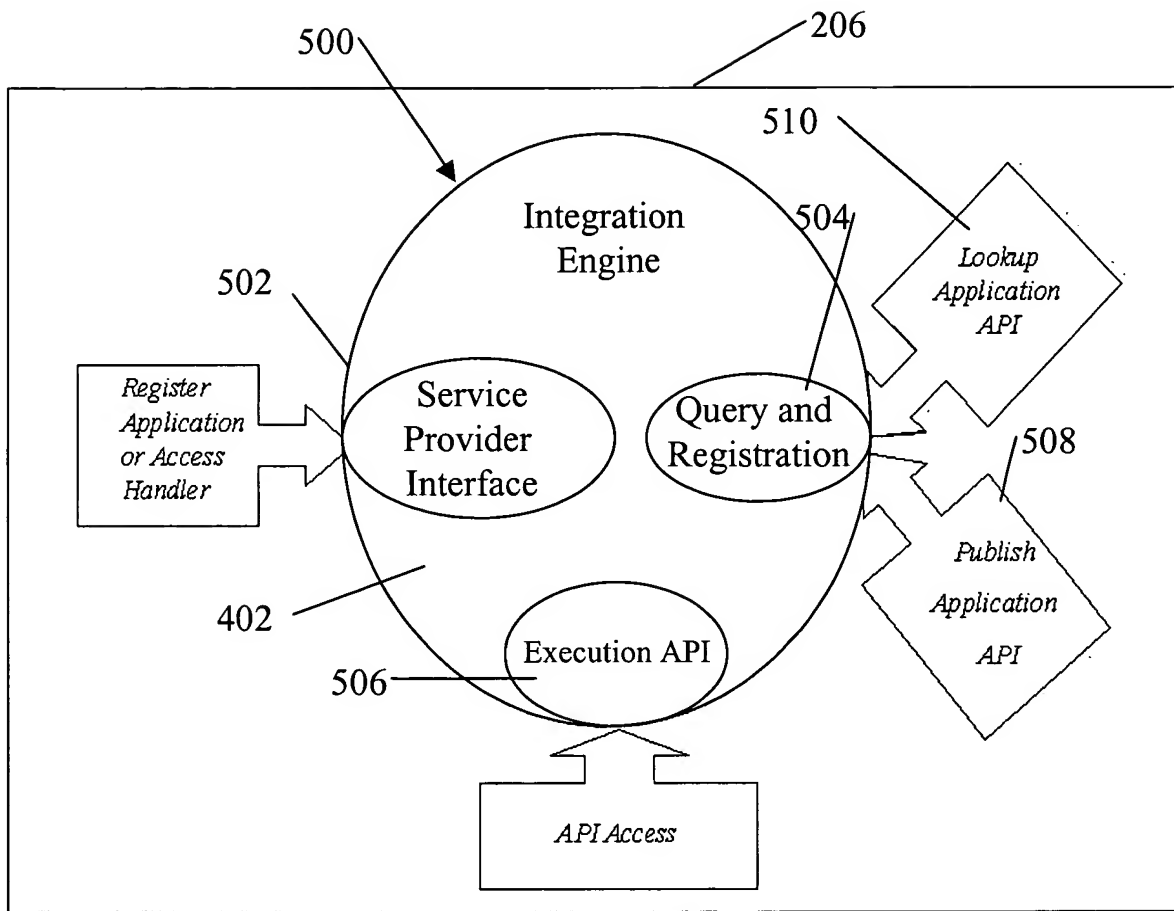 500
206
510
Integration
Engine
504
Lookup
Application
API
502
Register
Application
or Access
Handler
Service
Provider
Interface
Query and
Registration
508
Publish
Application
API
402
Execution API
506
API Access